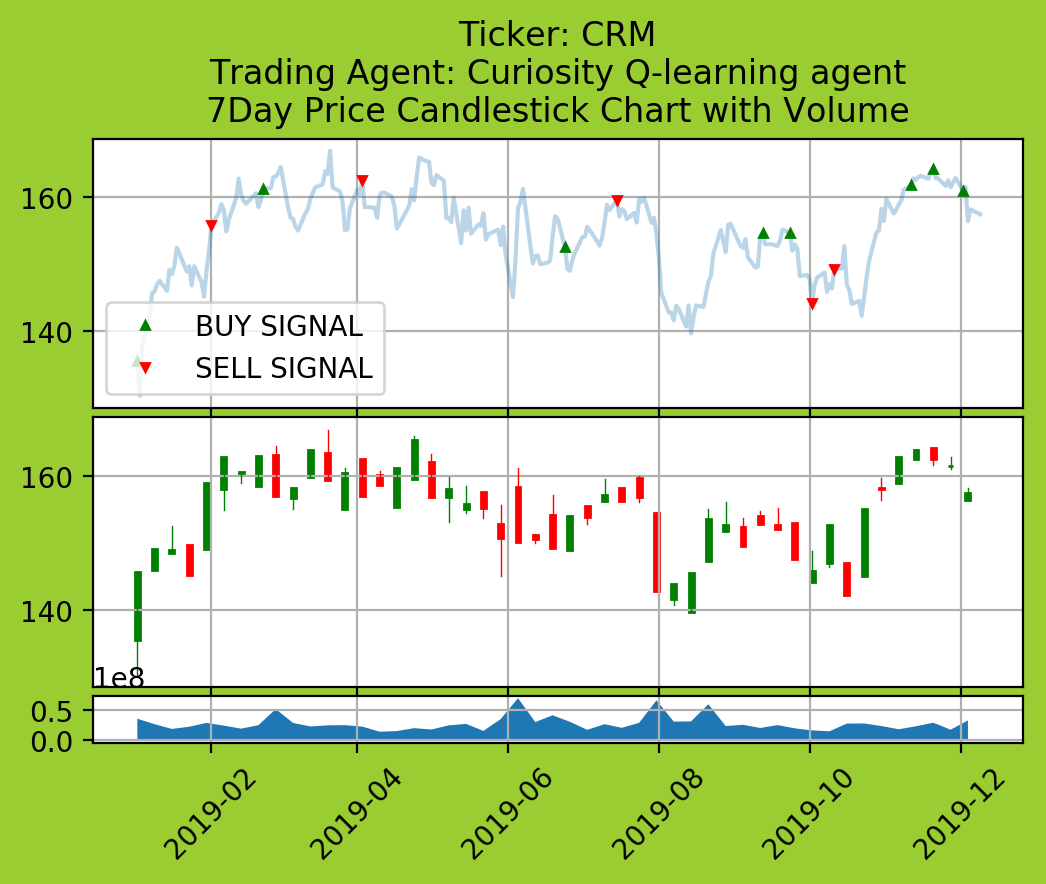 Ticker: CRM
Trading Agent: Curiosity Q-learning agent
7Day Price Candlestick Chart with Volume
160
140
BUY SIGNAL
SELL SIGNAL
160
140
1e8
0.5
0.0
2019-02
2019-04
2019-06
2019-08
2019-10
2019-12